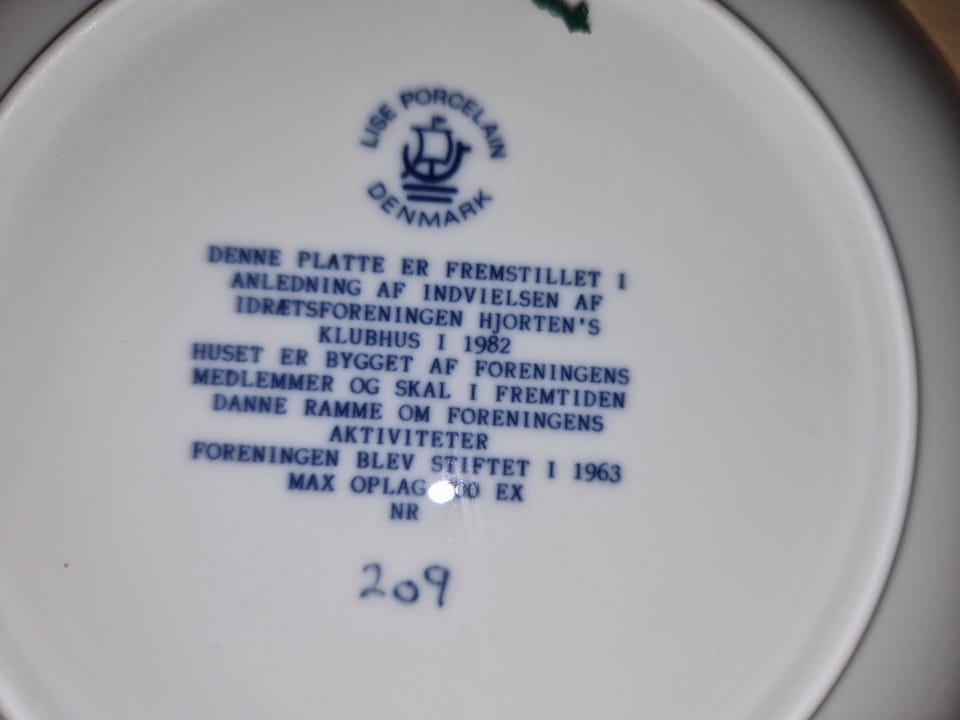 LISE PORCELAIN
DENMARK
DENNE PLATTE ER FREMSTILLET I
ANLEDNING AF INDVIELSEN AF
IDRÆTSFORENINGEN HJORTEN'S
KLUBHUS I 1982
HUSET ER BYGGET AF FORENINGENS
MEDLEMMER OG SKAL I FREMTIDEN
DANNE RAMME OM FORENINGENS
AKTIVITETER
FORENINGEN BLEV STIFTET I 1963
MAX OPLAG EX
NR
209